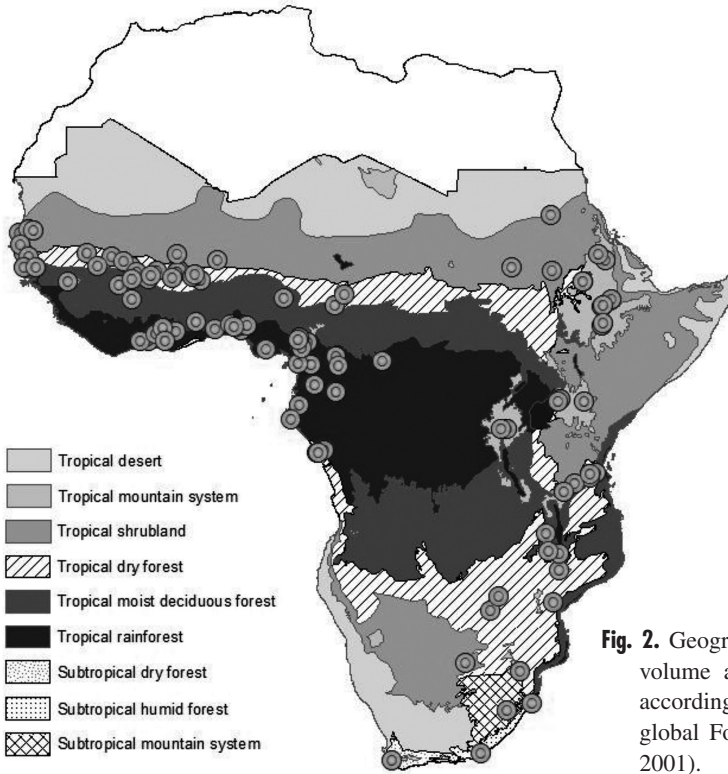 Tropical desert
Tropical mountain system
Tropical shrubland
Tropical dry forest
Tropical moist deciduous forest
Tropical rainforest
Subtropical dry forest
Subtropical humid forest
Subtropical mountain system
Fig. 2. Geogr
volume a
according
global Fo
2001).